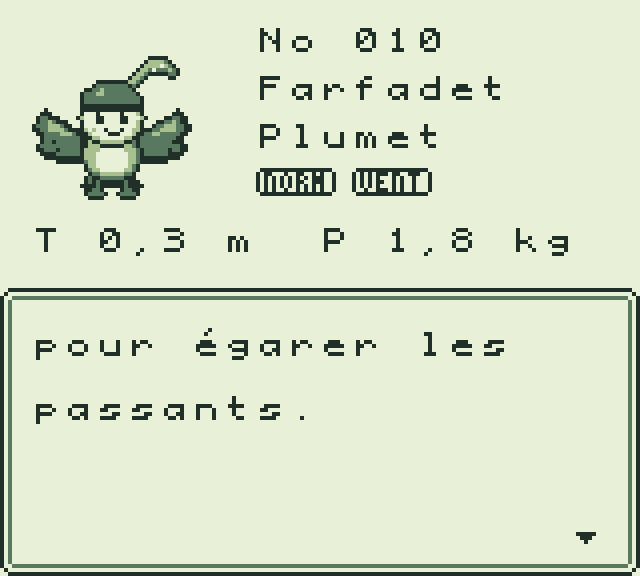 No 010
Farfadet
Plumet
NORM VENT
T 0,3 m P 1,8 kg
pour égarer les
passants.